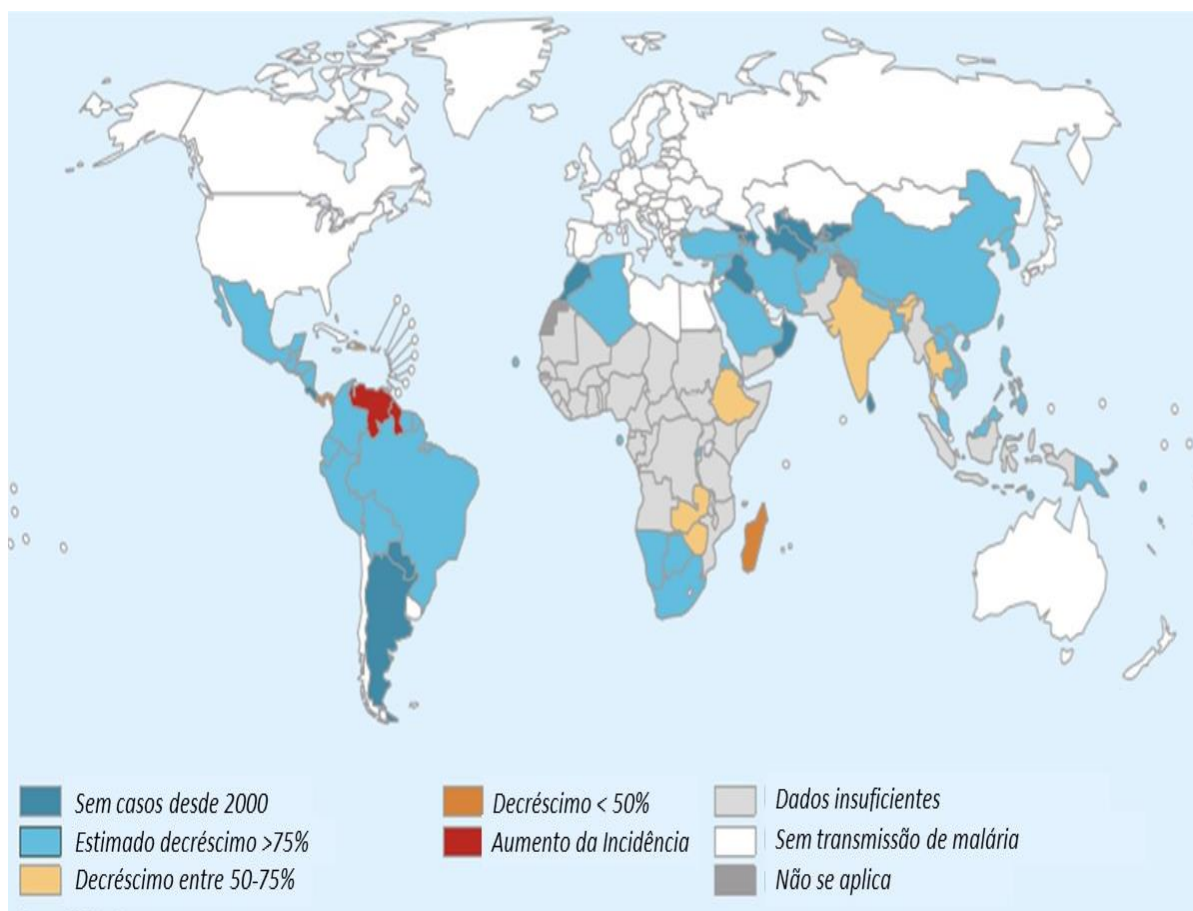 Sem casos desde 2000
Estimado decréscimo >75%
Decréscimo entre 50-75%
Decréscimo < 50%
Aumento da Incidência
Dados insuficientes
Sem transmissão de malária
Não se aplica